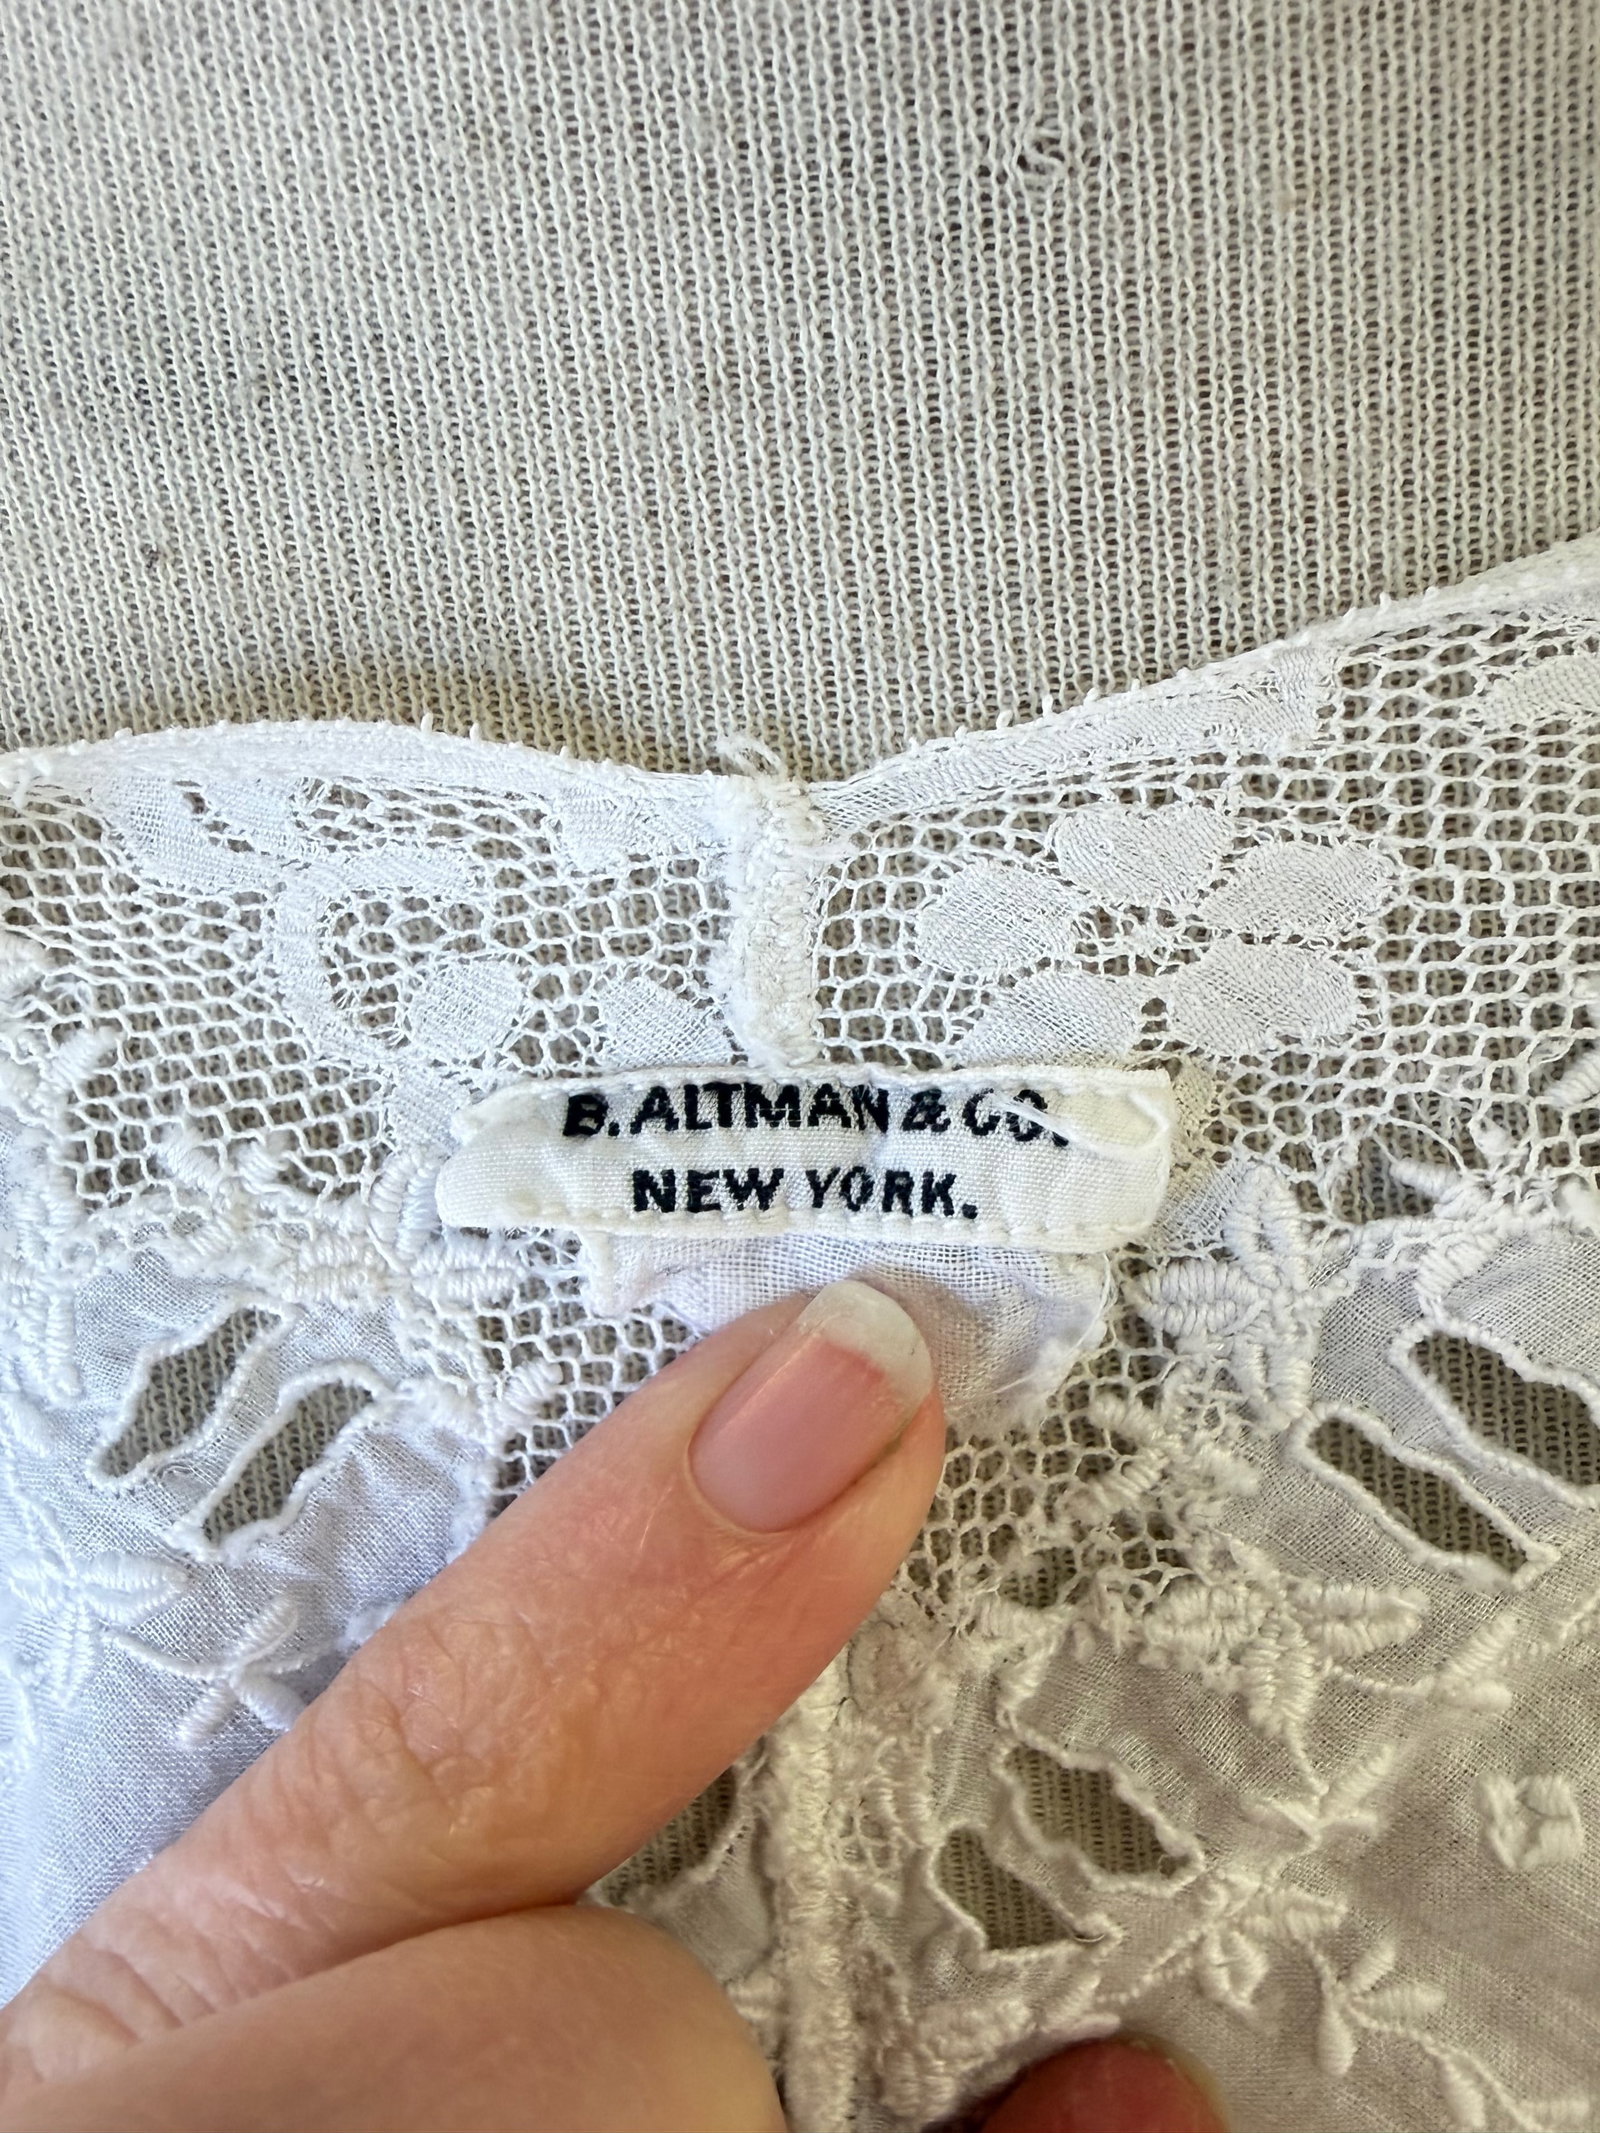 B. ALTMAN & CO.
NEW YORK.